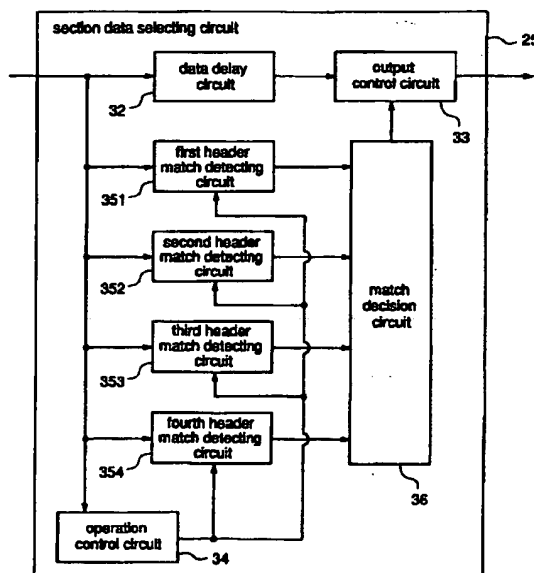 section data selecting circuit
25
data delay
circuit
32
output
control circuit
33
first header
match detecting
circuit
351
second header
match detecting
circuit
352
third header
match detecting
circuit
353
fourth header
match detecting
circuit
354
match
decision
circuit
36
operation
control circuit
34